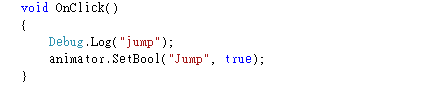 void OnClick()
{
    Debug.Log("jump");
    animator.SetBool("Jump", true);
}